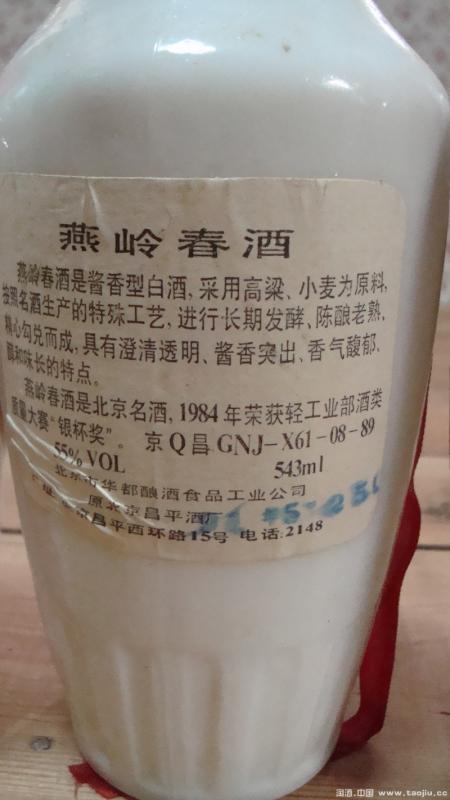 燕岭春酒
燕岭春酒是酱香型白酒,采用高粱、小麦为原料,
按照名酒生产的特殊工艺,进行长期发酵、陈酿老熟、
精心勾兑而成,具有澄清透明、酱香突出、香气馥郁、
醇和味长的特点。
燕岭春酒是北京名酒,1984年荣获轻工业部酒类
质量大赛“银杯奖”。 京Q昌GNJ-X61-08-89
55% VOL 543ml
北京市华都酿酒食品工业公司
原北京昌平酒厂
京昌平西环路15号 电话:2148
淘酒.中国 www.taojiu.cc